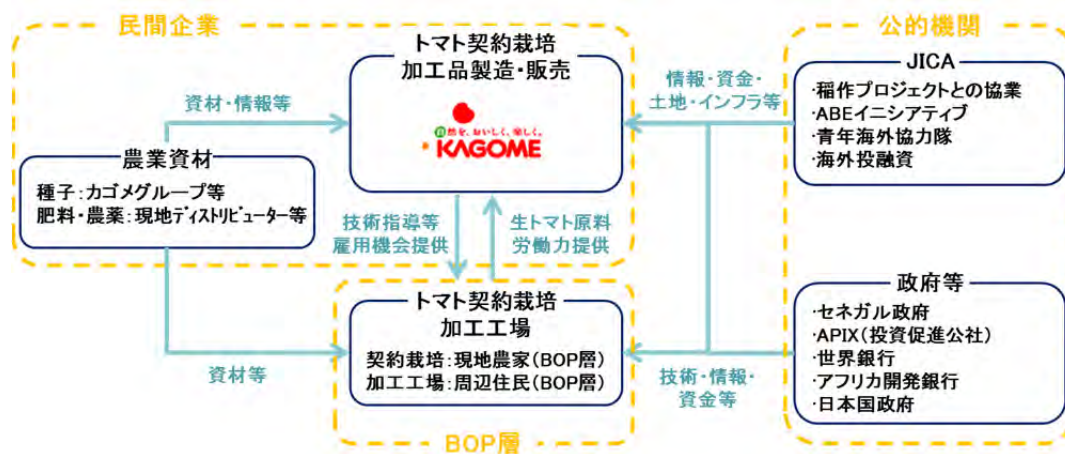 民間企業
トマト契約栽培
加工品製造・販売
自然を、おいしく、楽しく。
KAGOME
資材・情報等
農業資材
種子:カゴメグループ等
肥料・農薬:現地ディストリビューター等
技術指導等
雇用機会提供
生トマト原料
労働力提供
情報・資金・
土地・インフラ等
公的機関
JICA
・稲作プロジェクトとの協業
・ABEイニシアティブ
・青年海外協力隊
・海外投融資
トマト契約栽培
加工工場
契約栽培:現地農家(BOP層)
加工工場:周辺住民(BOP層)
資材等
BOP層
技術・情報・
資金等
政府等
・セネガル政府
・APIX(投資促進公社)
・世界銀行
・アフリカ開発銀行
・日本国政府